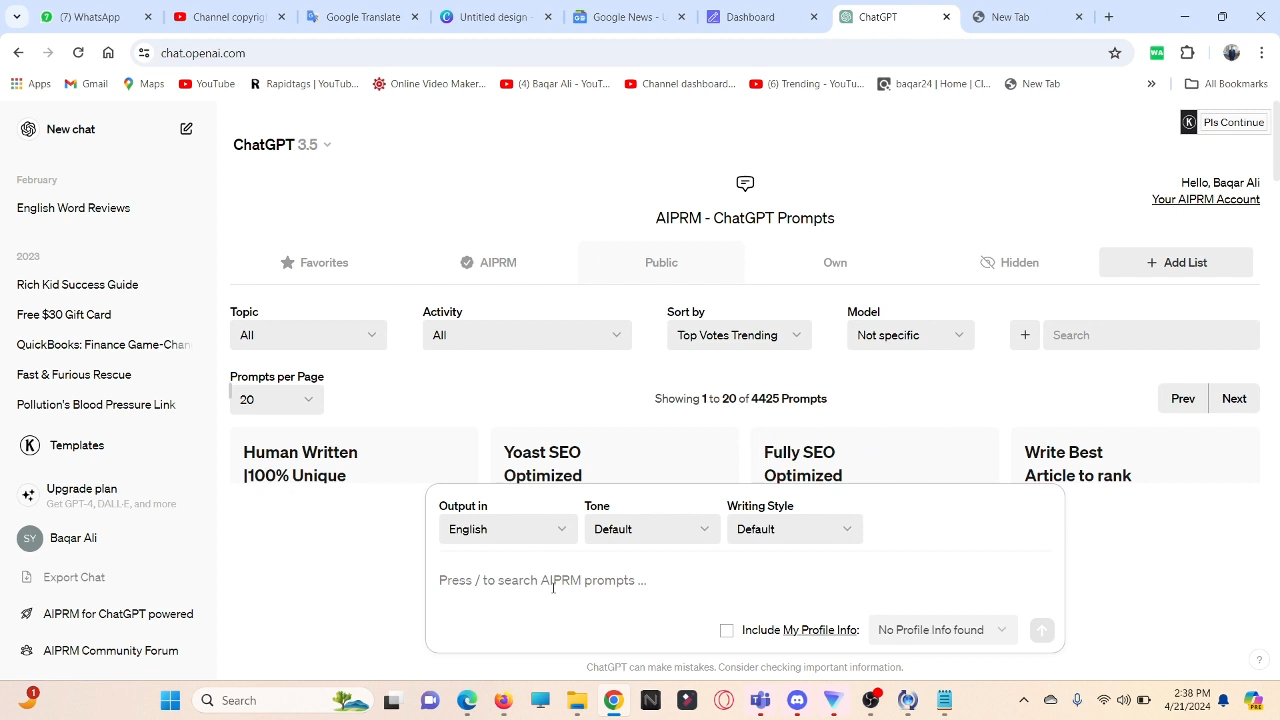 (7) WhatsApp
Channel copyrig
Google Translate
Untitled design -
Google News - U
Dashboard
ChatGPT
New Tab
chat.openai.com
Apps
Gmail
Maps
YouTube
Rapidtags | YouTub...
Online Video Maker...
(4) Baqar Ali - YouT...
Channel dashboard...
(6) Trending - YouTu...
baqar24 | Home | Cl...
New Tab
All Bookmarks
New chat
ChatGPT 3.5
Pls Continue
February
English Word Reviews
Hello, Baqar Ali
Your AIPRM Account
AIPRM - ChatGPT Prompts
2023
Rich Kid Success Guide
Free $30 Gift Card
QuickBooks: Finance Game-Chan
Fast & Furious Rescue
Pollution's Blood Pressure Link
Favorites
AIPRM
Public
Own
Hidden
+ Add List
Topic
All
Activity
All
Sort by
Top Votes Trending
Model
Not specific
+
Search
Prompts per Page
20
Showing 1 to 20 of 4425 Prompts
Prev
Next
Templates
Upgrade plan
Get GPT-4, DALL·E, and more
SY
Baqar Ali
Export Chat
AIPRM for ChatGPT powered
AIPRM Community Forum
Human Written
|100% Unique
Yoast SEO
Optimized
Fully SEO
Optimized
Write Best
Article to rank
Output in
English
Tone
Default
Writing Style
Default
Press / to search AIPRM prompts ...
Include My Profile Info:
No Profile Info found
ChatGPT can make mistakes. Consider checking important information.
?
1
Search
2:38 PM
4/21/2024